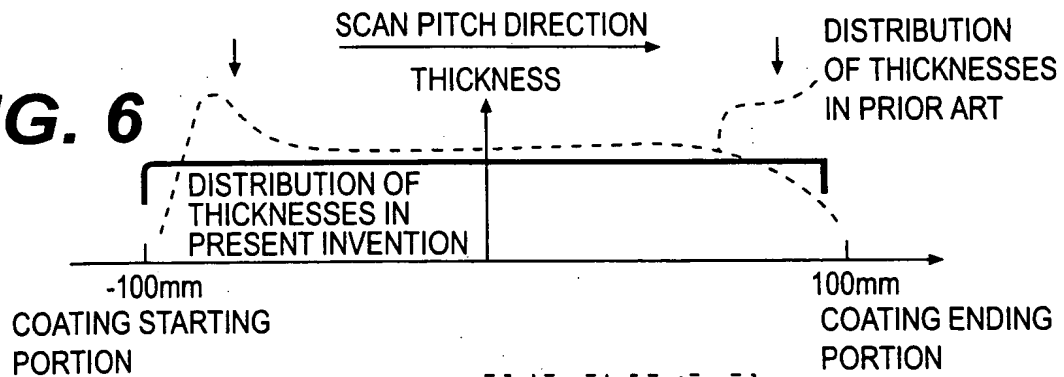 SCAN PITCH DIRECTION
DISTRIBUTION
OF THICKNESSES
IN PRIOR ART
THICKNESS
G. 6
DISTRIBUTION OF
THICKNESSES IN
PRESENT INVENTION
-100mm
100mm
COATING STARTING
PORTION
COATING ENDING
PORTION